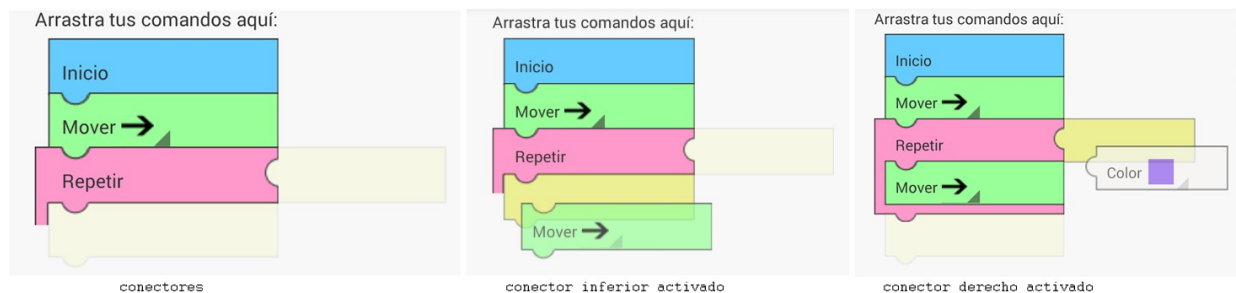 Arrastra tus comandos aquí:
Inicio
Mover
Repetir
conectores
Arrastra tus comandos aquí:
Inicio
Mover
Repetir
Mover
conector inferior activado
Arrastra tus comandos aquí:
Inicio
Mover
Repetir
Color
Mover
conector derecho activado